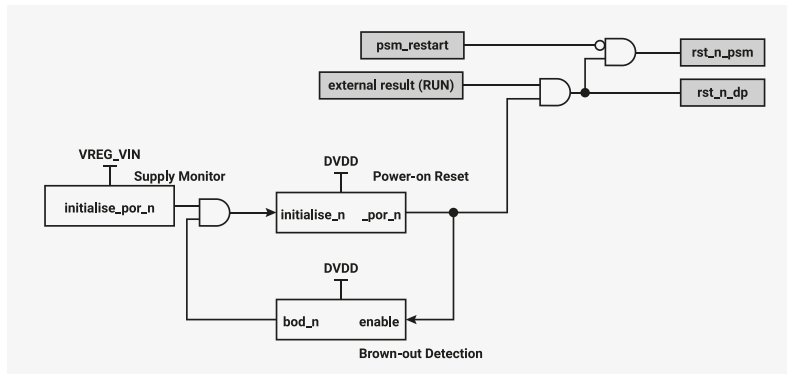 psm_restart
rst_n_psm
external result (RUN)
rst_n_dp
VREG_VIN
Supply Monitor
DVDD
Power-on Reset
initialise_por_n
initialise_n
_por_n
DVDD
bod_n
enable
Brown-out Detection